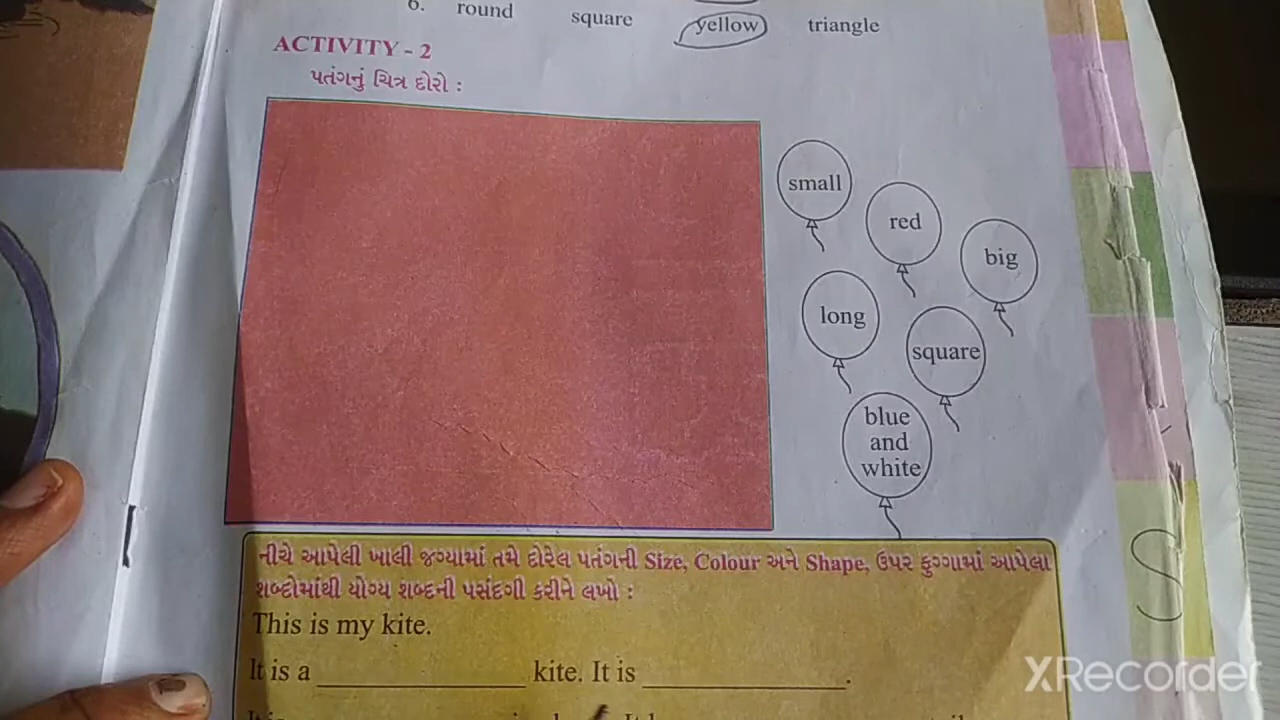 6. round square yellow triangle
ACTIVITY - 2
પતંગનું ચિત્ર દોરો :
small
red
big
long
square
blue
and
white
નીચે આપેલી ખાલી જગ્યામાં તમે દોરેલ પતંગની Size, Colour અને Shape, ઉપર ફુગ્ગામાં આપેલા
શબ્દોમાંથી યોગ્ય શબ્દની પસંદગી કરીને લખો :
This is my kite.
It is a ____________ kite. It is ____________.
S
XRecorder